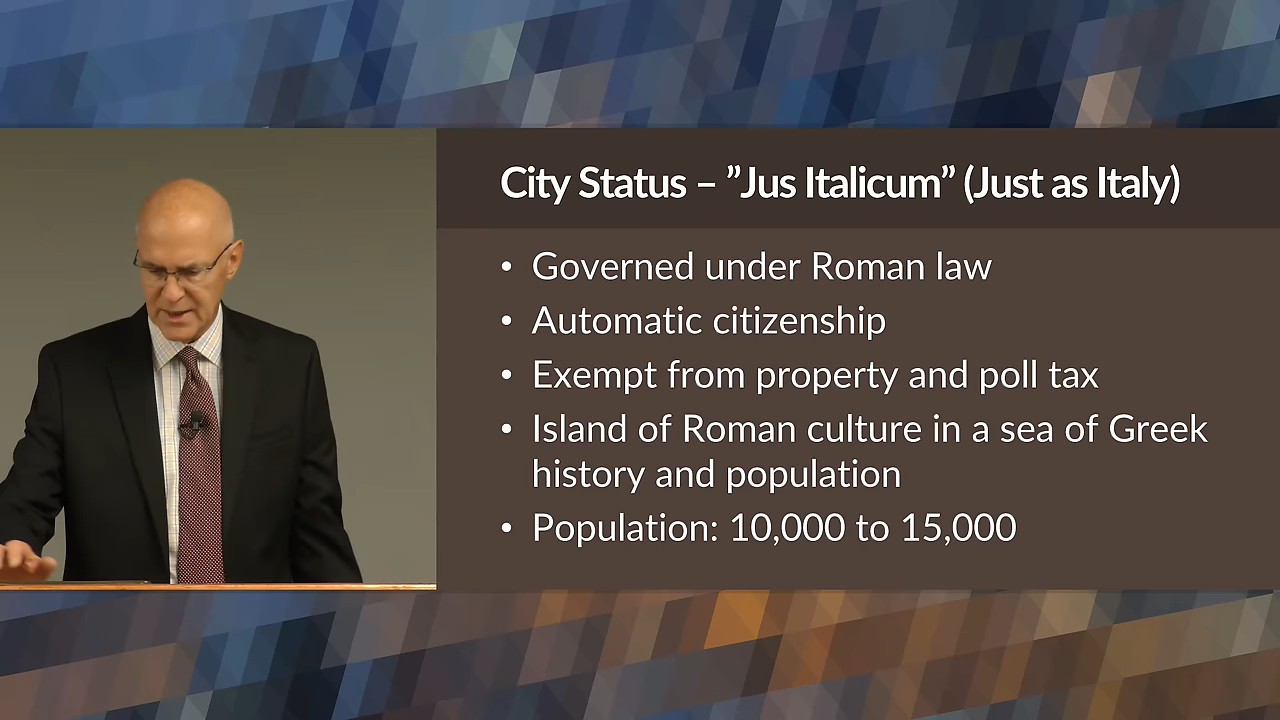 City Status – ”Jus Italicum” (Just as Italy)
• Governed under Roman law
• Automatic citizenship
• Exempt from property and poll tax
• Island of Roman culture in a sea of Greek
history and population
• Population: 10,000 to 15,000